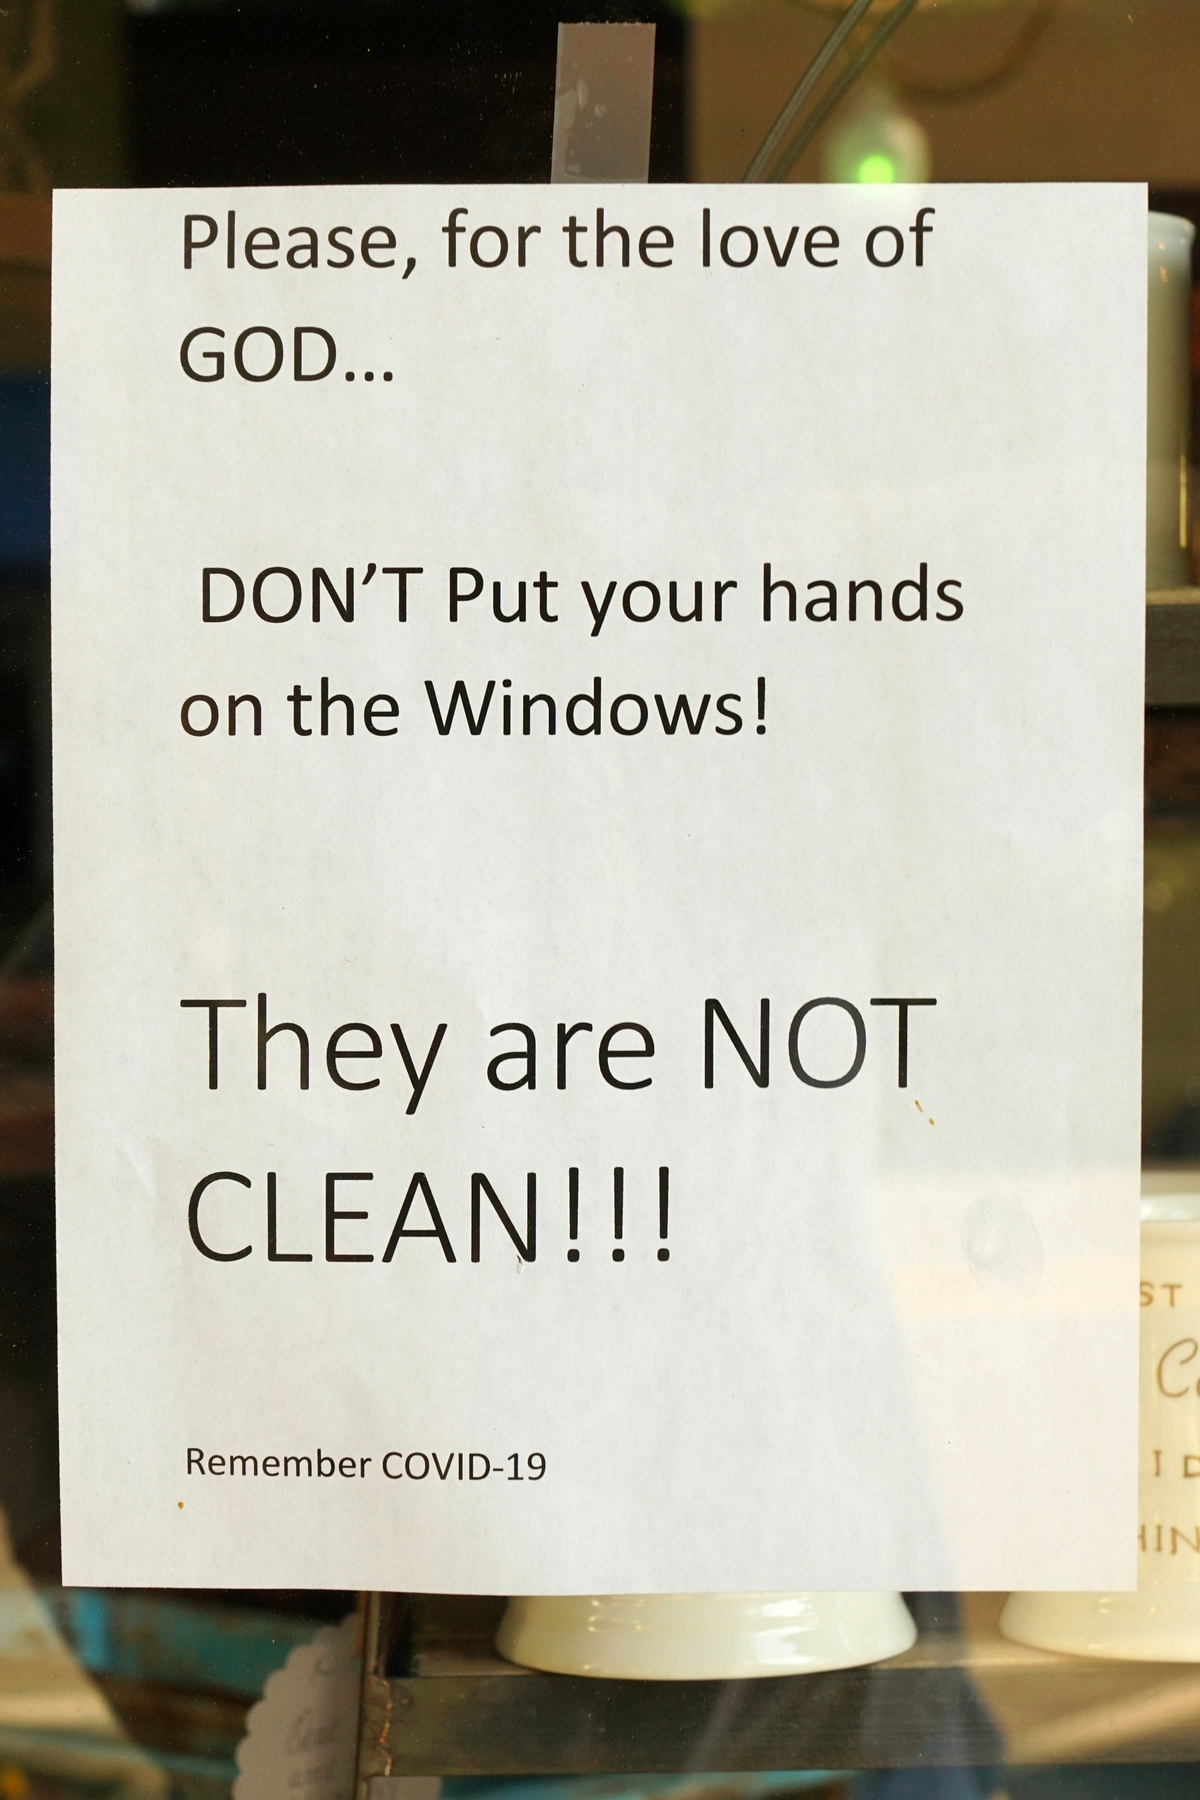 Please, for the love of
GOD...
DON’T Put your hands
on the Windows!
They are NOT
CLEAN!!!
Remember COVID-19
ST
I D